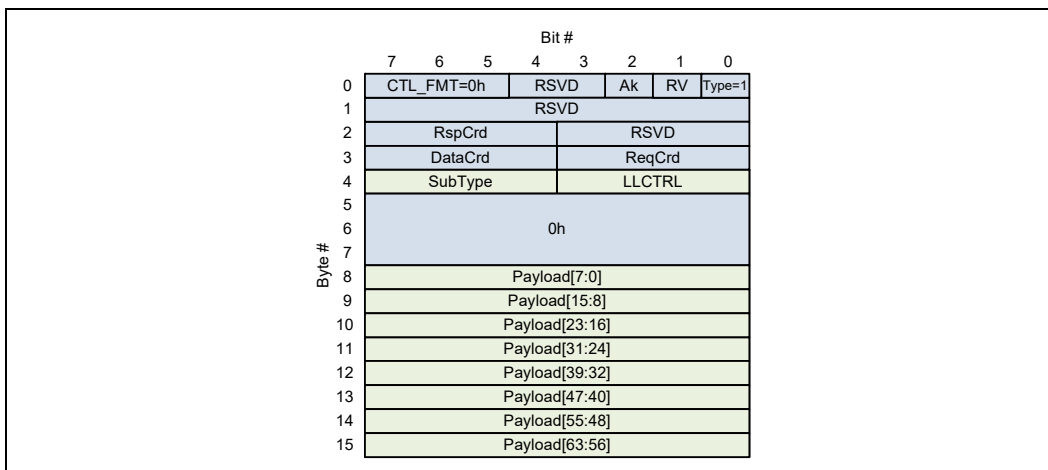 Bit #
7 6 5 4 3 2 1 0
0 CTL_FMT=0h RSVD Ak RV Type=1
1 RSVD
2 RspCrd RSVD
3 DataCrd ReqCrd
4 SubType LLCTRL
5
6 0h
7
Byte #
8 Payload[7:0]
9 Payload[15:8]
10 Payload[23:16]
11 Payload[31:24]
12 Payload[39:32]
13 Payload[47:40]
14 Payload[55:48]
15 Payload[63:56]